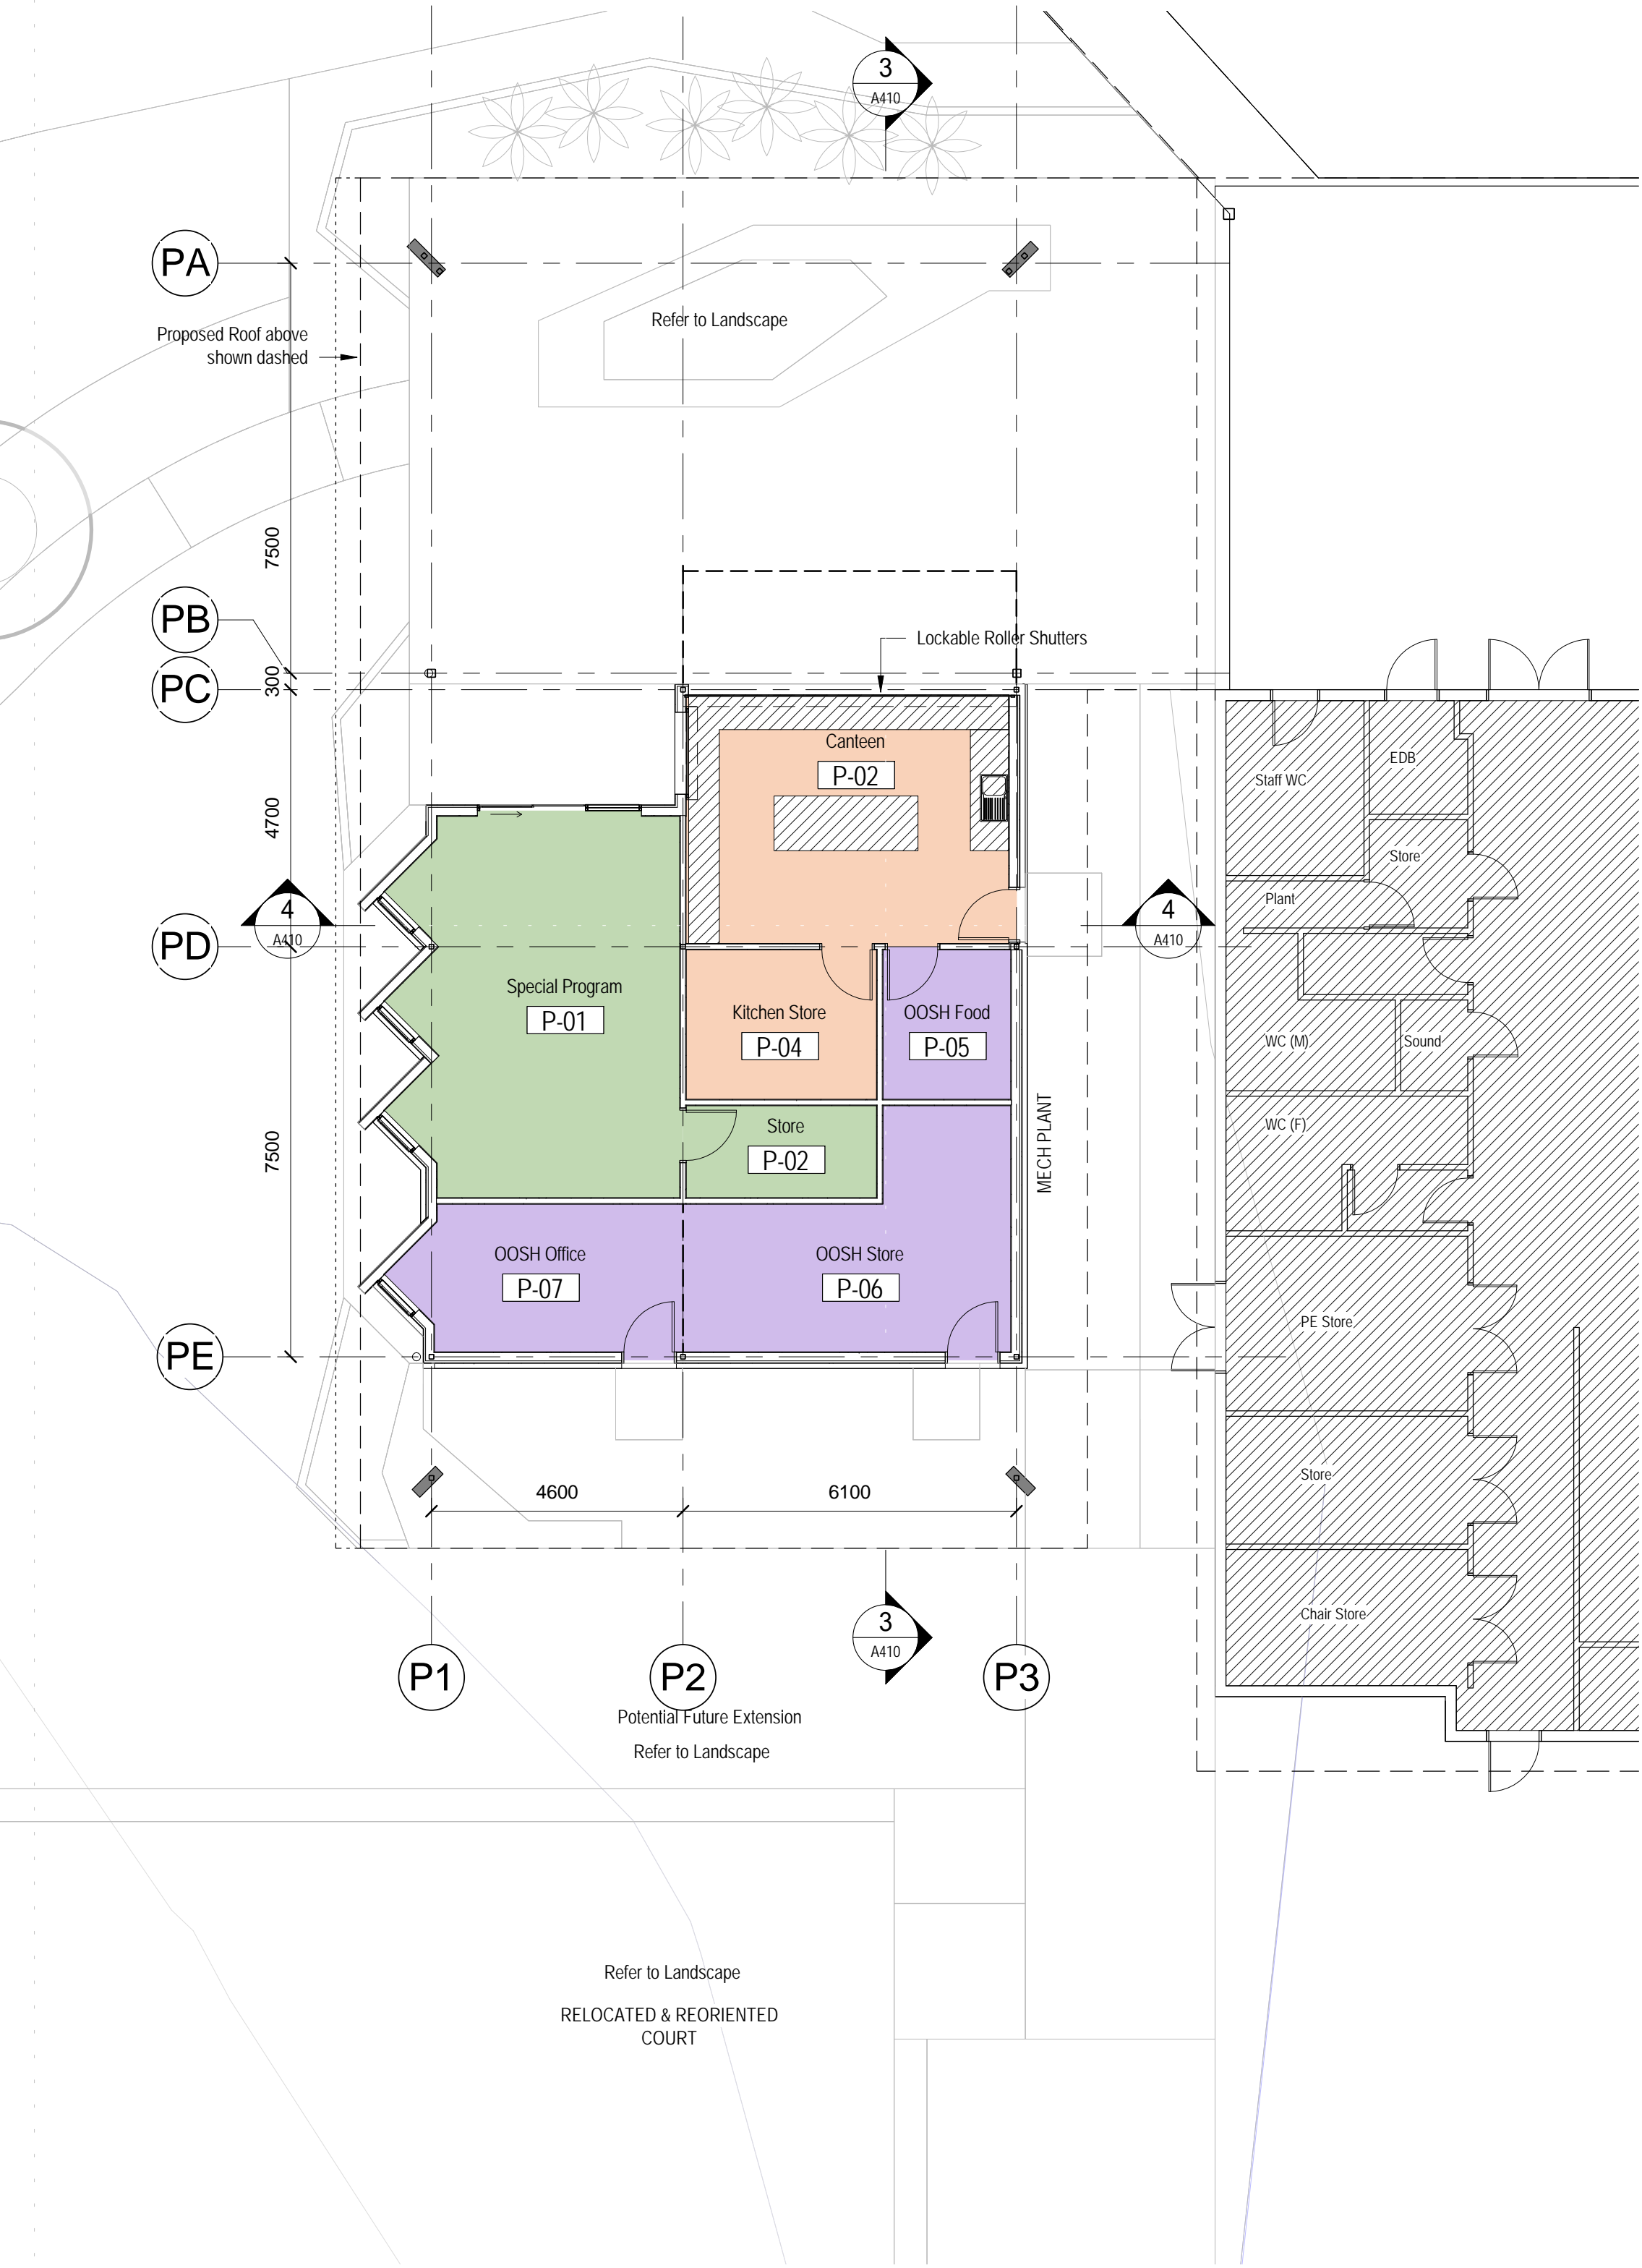 3
A410
PA
Proposed Roof above
shown dashed
Refer to Landscape
7500
PB
300
PC
Lockable Roller Shutters
Canteen
P-02
4700
Staff WC
EDB
Store
Plant
4
A410
4
A410
PD
Special Program
P-01
Kitchen Store
P-04
OOSH Food
P-05
WC (M)
Sound
7500
Store
P-02
MECH PLANT
WC (F)
OOSH Office
P-07
OOSH Store
P-06
PE Store
PE
Store
4600
6100
Chair Store
3
A410
P1
P2
P3
Potential Future Extension
Refer to Landscape
Refer to Landscape
RELOCATED & REORIENTED
COURT